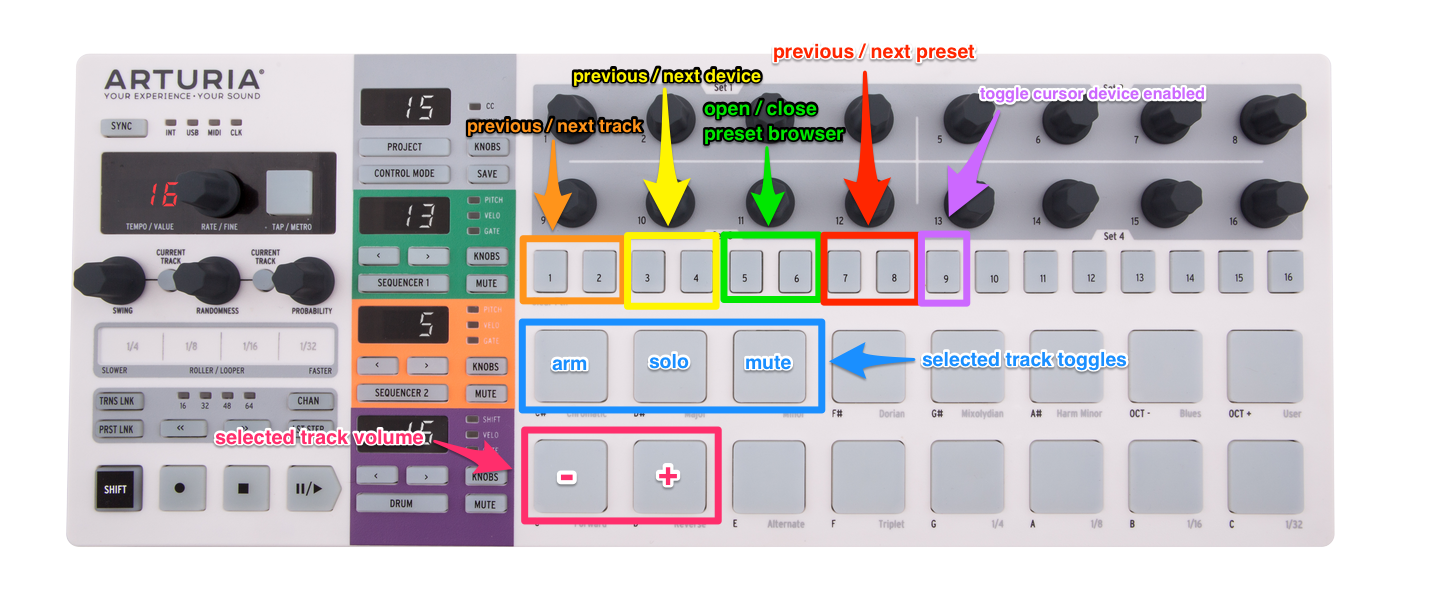 previous / next preset
previous / next device
toggle cursor device enabled
open / close
preset browser
previous / next track
ARTURIA®
YOUR EXPERIENCE•YOUR SOUND
SYNC
INT USB MIDI CLK
16
TEMPO / VALUE RATE / FINE • TAP / METRO
CURRENT
TRACK
CURRENT
TRACK
SWING RANDOMNESS PROBABILITY
1/4 1/8 1/16 1/32
SLOWER ROLLER / LOOPER FASTER
TRNS LNK 16 32 48 64 CHAN
PRST LNK <<
SHIFT
15 CC
PROJECT KNOBS
CONTROL MODE SAVE
13 PITCH
VELO
GATE
< > KNOBS
SEQUENCER 1 MUTE
5 PITCH
VELO
GATE
< > KNOBS
SEQUENCER 2 MUTE
SHIFT
VELO
< > KNOBS
DRUM MUTE
Set 1
1 2 5 6 7 8
9 10 11 12 13 14 15 16
Set 4
1 2 3 4 5 6 7 8 9 10 11 12 13 14 15 16
arm solo mute
selected track toggles
C# Chromatic D# Major Minor F# Dorian G# Mixolydian A# Harm Minor OCT - Blues OCT + User
selected track volume
- +
C Forward D Reverse E Alternate F Triplet G 1/4 A 1/8 B 1/16 C 1/32